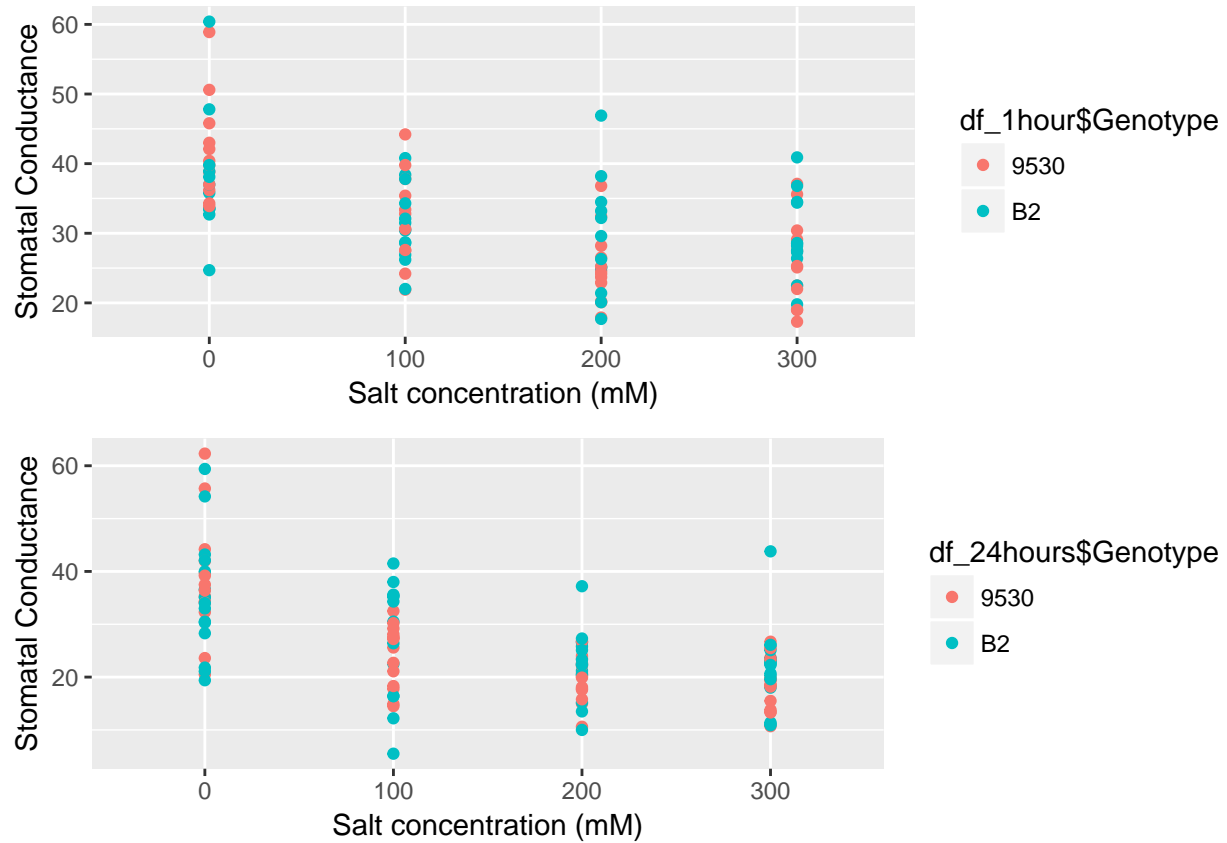 Stomatal Conductance
60
50
40
30
20
0 100 200 300
Salt concentration (mM)
df_1hour$Genotype
9530
B2
Stomatal Conductance
60
40
20
0 100 200 300
Salt concentration (mM)
df_24hours$Genotype
9530
B2